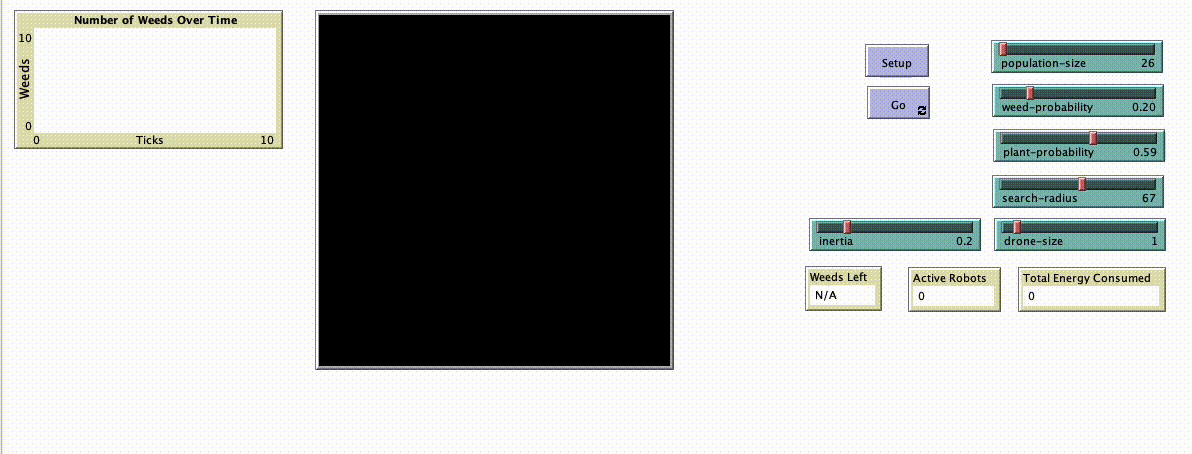 Number of Weeds Over Time
10
Weeds
0
0 Ticks 10
Setup
Go
population-size 26
weed-probability 0.20
plant-probability 0.59
search-radius 67
inertia 0.2
drone-size 1
Weeds Left
N/A
Active Robots
0
Total Energy Consumed
0